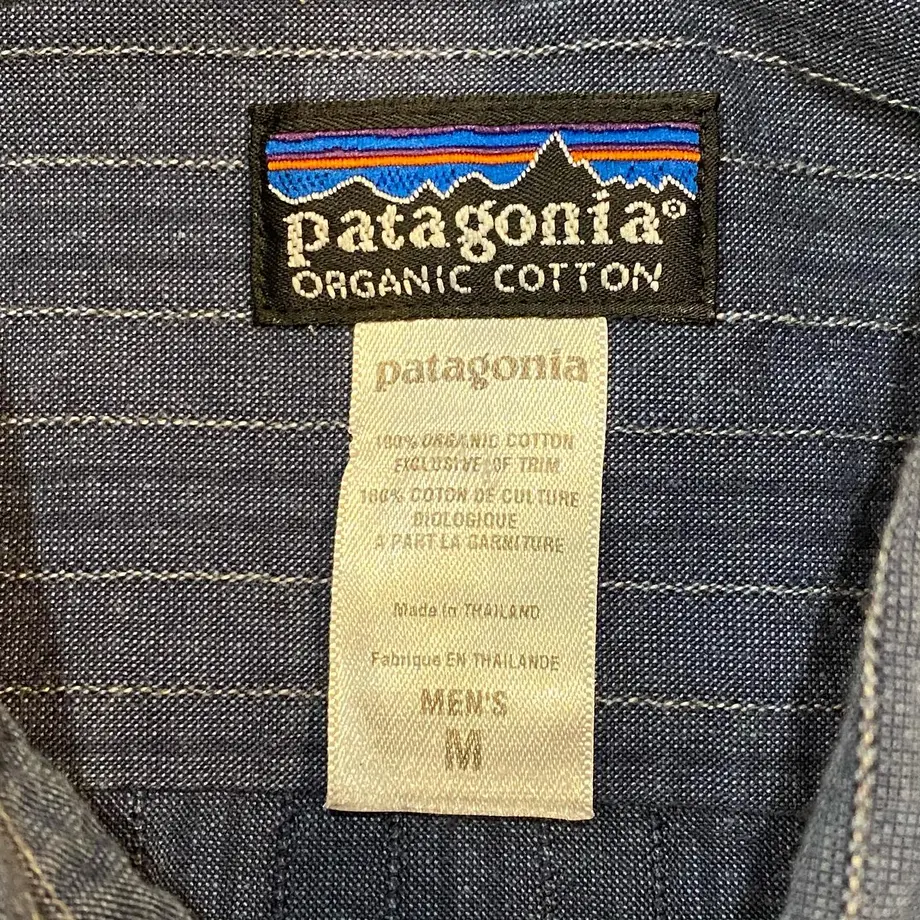 patagonia®
ORGANIC COTTON
patagonia
100% ORGANIC COTTON
EXCLUSIVE OF TRIM
100% COTON DE CULTURE
BIOLOGIQUE
A PART LA GARNITURE
Made in THAILAND
Fabrique EN THAILANDE
MEN'S
M